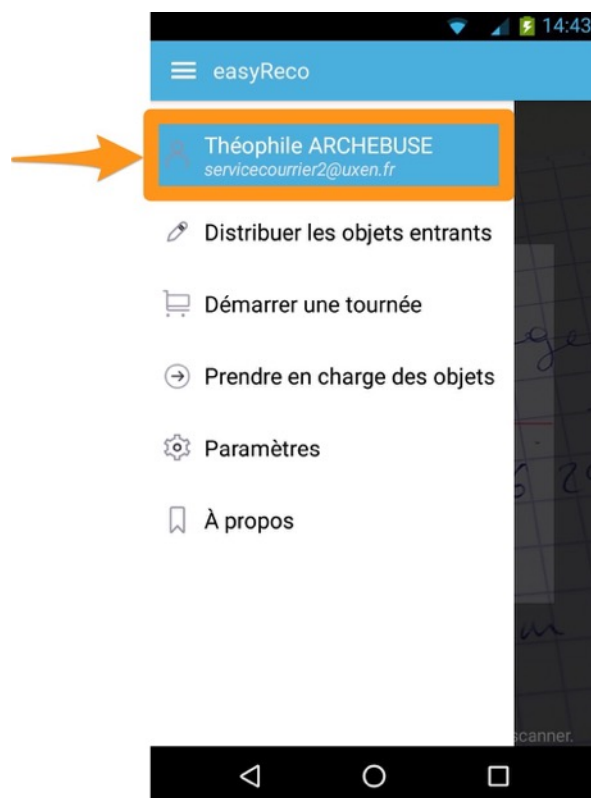 14:43
easyReco
Théophile ARCHEBUSE
servicecourrier2@uxen.fr
Distribuer les objets entrants
Démarrer une tournée
Prendre en charge des objets
Paramètres
À propos
scanner.